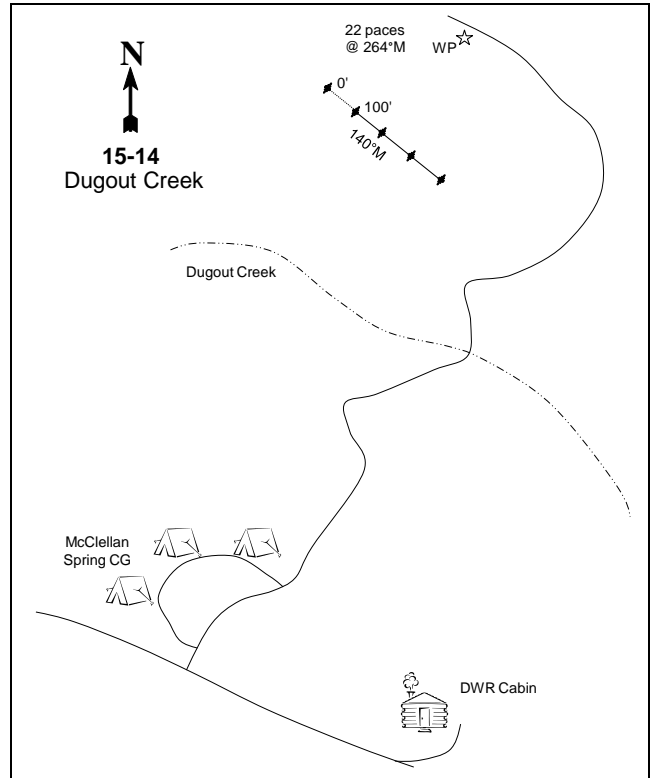 22 paces
@ 264°M
WP
N
0'
100'
140°M
15-14
Dugout Creek
Dugout Creek
McClellan
Spring CG
DWR Cabin